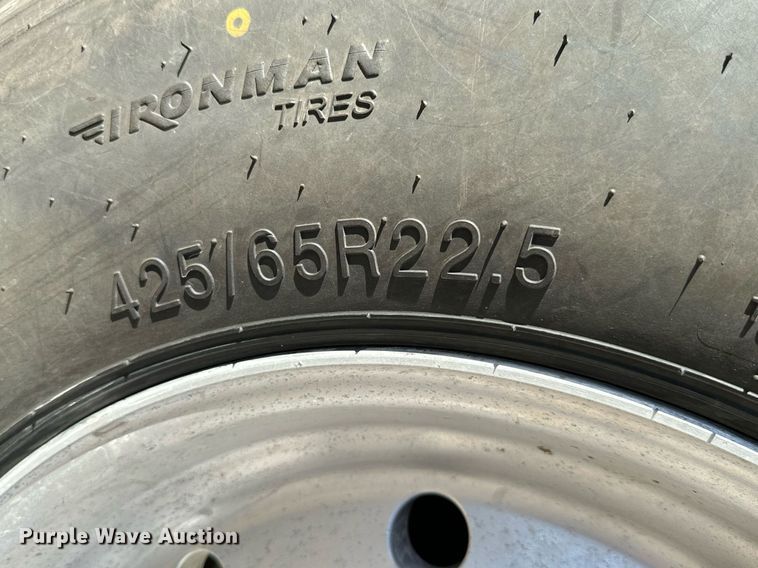 IRONMAN
TIRES
425/65R22.5
Purple Wave Auction®